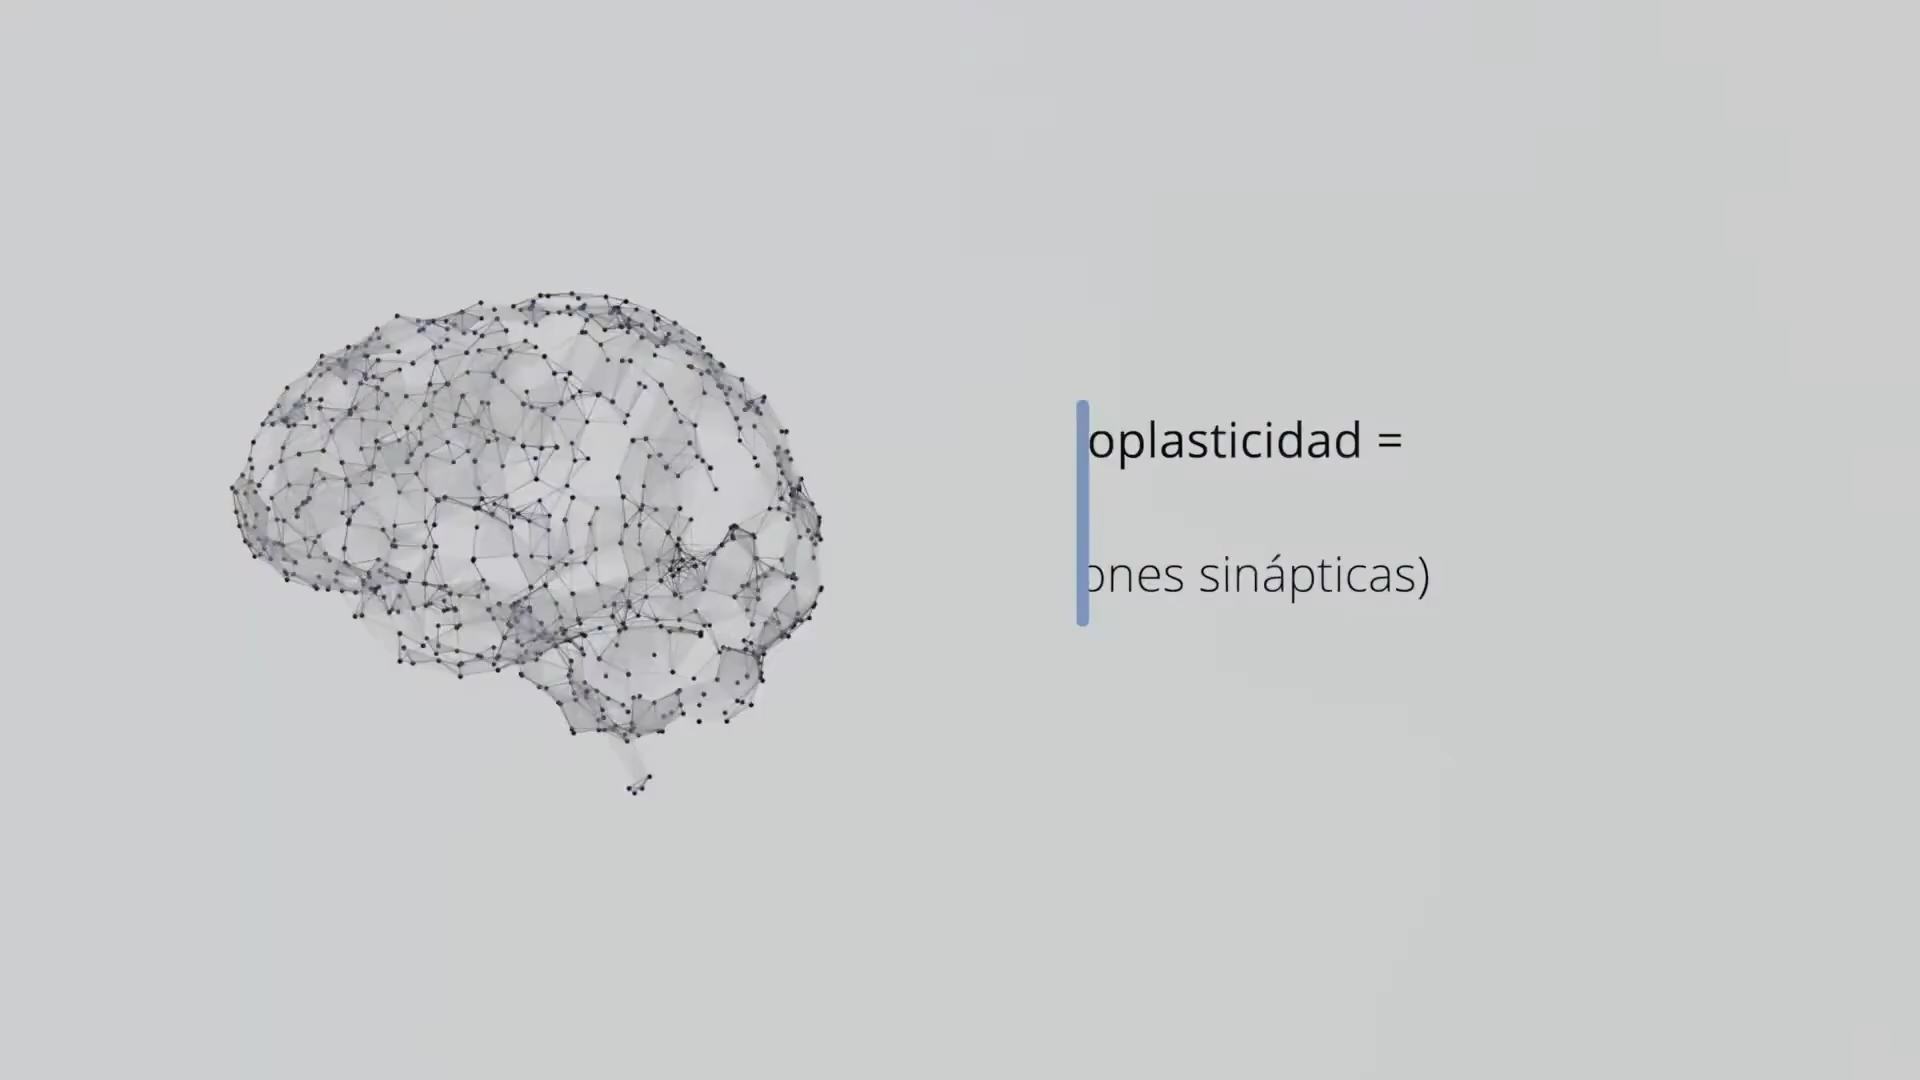 oplasticidad =
ones sinápticas)